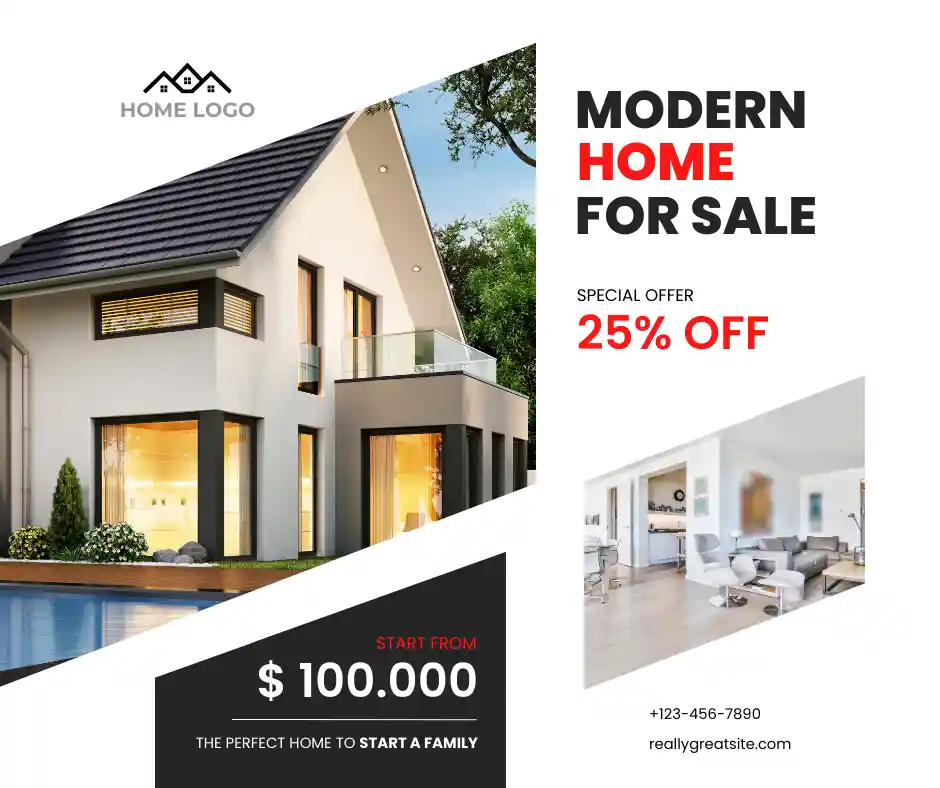 HOME LOGO
MODERN
HOME
FOR SALE
SPECIAL OFFER
25% OFF
START FROM
$ 100.000
THE PERFECT HOME TO START A FAMILY
+123-456-7890
reallygreatsite.com